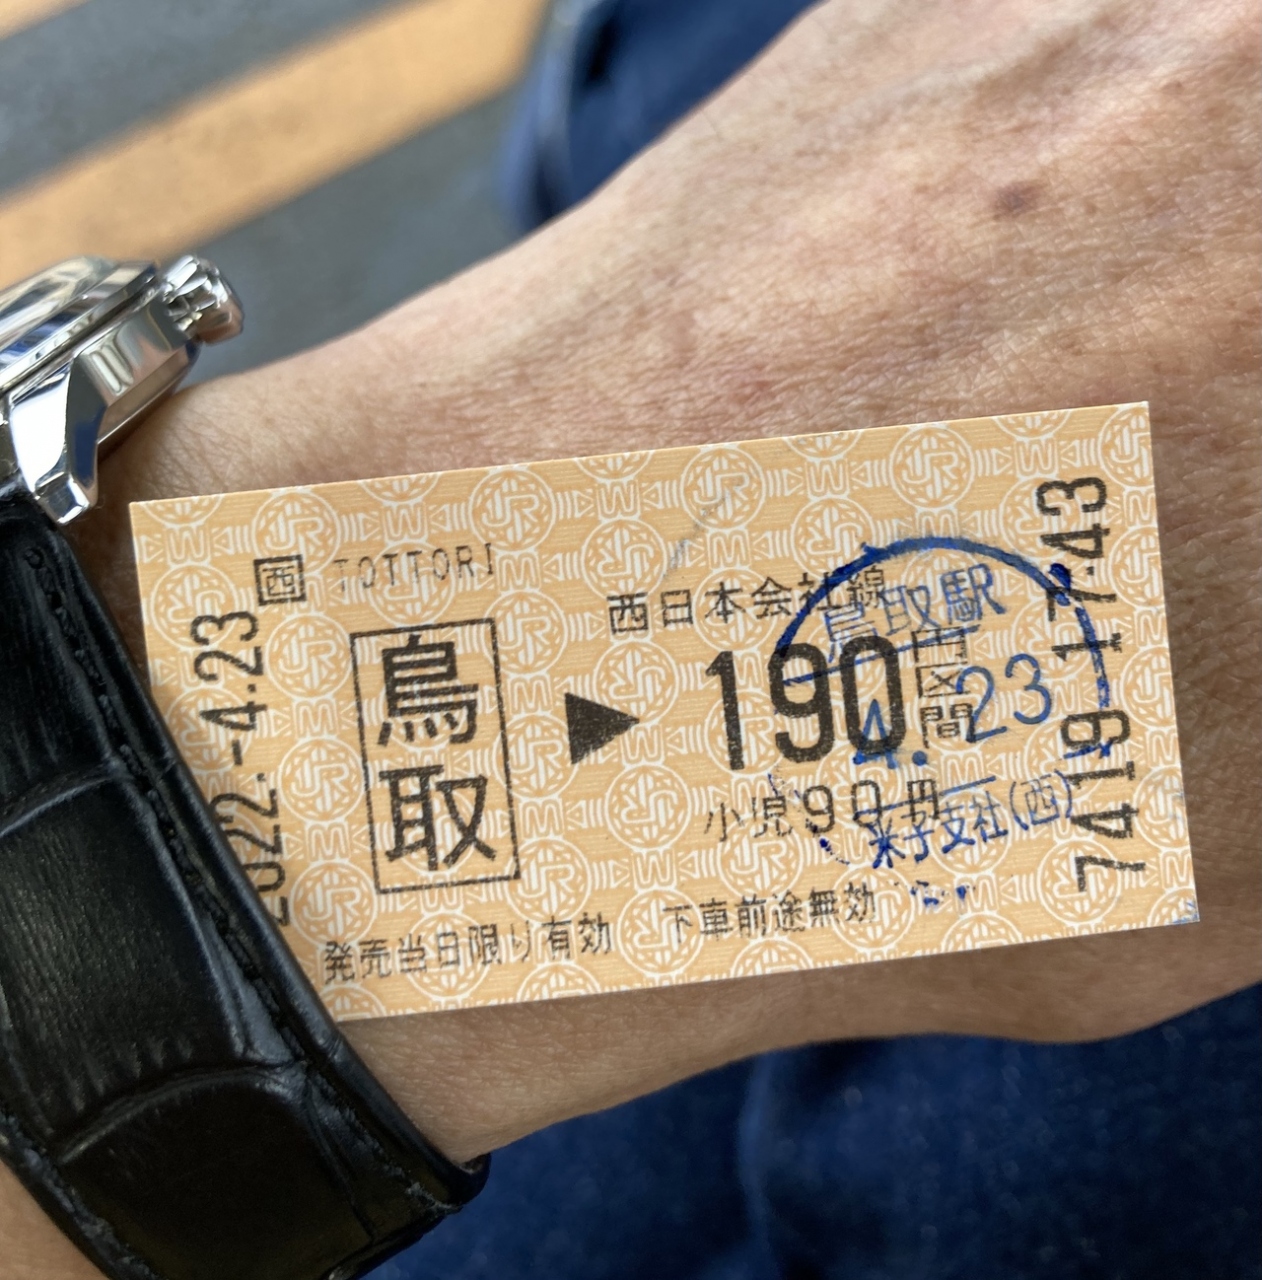 西 TOTTORI
2022.-4.23
鳥取
▶
西日本会社線
190円区間
小児90円
発売当日限り有効 下車前途無効
7419 17:43
鳥取駅
4.23
米子支社(西)